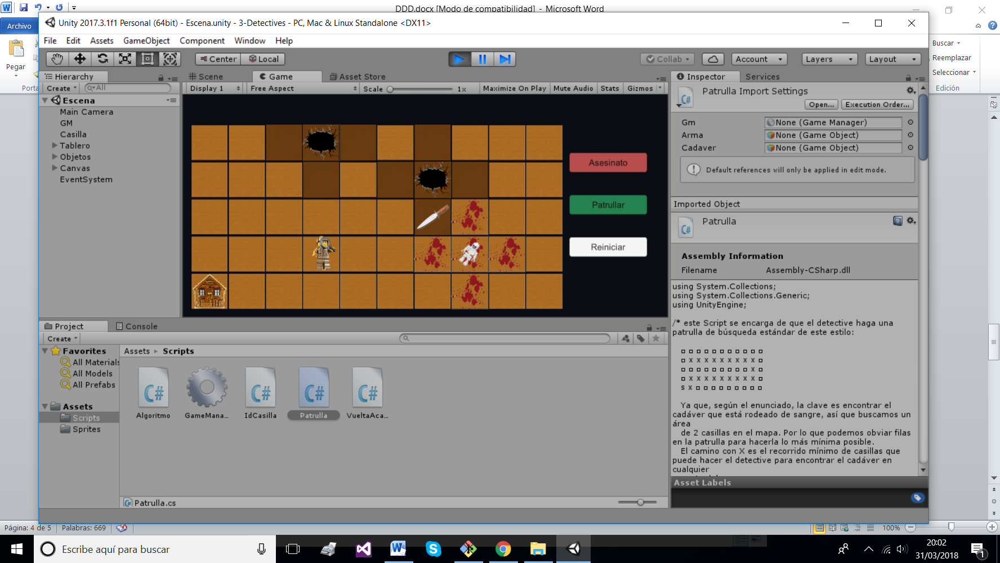 DDD.docx [Modo de compatibilidad] - Microsoft Word
Archivo
Pegar
Porta
Buscar
Reemplazar
Seleccionar
Edición
Unity 2017.3.1f1 Personal (64bit) - Escena.unity - 3-Detectives - PC, Mac & Linux Standalone <DX11>
File Edit Assets GameObject Component Window Help
Center Local
Collab Account Layers Layout
Hierarchy
Create All
Escena
Main Camera
GM
Casilla
Tablero
Objetos
Canvas
EventSystem
Scene Game Asset Store
Display 1 Free Aspect Scale 1x Maximize On Play Mute Audio Stats Gizmos
Asesinato
Patrullar
Reiniciar
Inspector Services
Patrulla Import Settings
Open... Execution Order...
Gm None (Game Manager)
Arma None (Game Object)
Cadaver None (Game Object)
Default references will only be applied in edit mode.
Imported Object
C# Patrulla
Assembly Information
Filename Assembly-CSharp.dll
using System.Collections;
using System.Collections.Generic;
using UnityEngine;
/* este Script se encarga de que el detective haga una
patrulla de búsqueda estándar de este estilo:
□ □ □ □ □ □ □ □ □ □ □
□ x x x x x x x x x □
□ □ □ □ □ □ □ □ □ x □
□ x x x x x x x x x □
s x □ □ □ □ □ □ □ □ □
Ya que, según el enunciado, la clave es encontrar el
cadáver que está rodeado de sangre, así que buscamos un
área
de 2 casillas en el mapa. Por lo que podemos obviar filas
en la patrulla para hacerla lo más mínima posible.
El camino con X es el recorrido mínimo de casillas que
puede hacer el detective para encontrar el cadáver en
cualquier
Asset Labels
Project Console
Create
Favorites
All Materials
All Models
All Prefabs
Assets
Scripts
Sprites
Assets Scripts
C# C# C# C#
Algoritmo GameMana... IdCasilla Patrulla VueltaAca...
Patrulla.cs
Página: 4 de 5 Palabras: 669
100%
Escribe aquí para buscar
20:02
31/03/2018
1